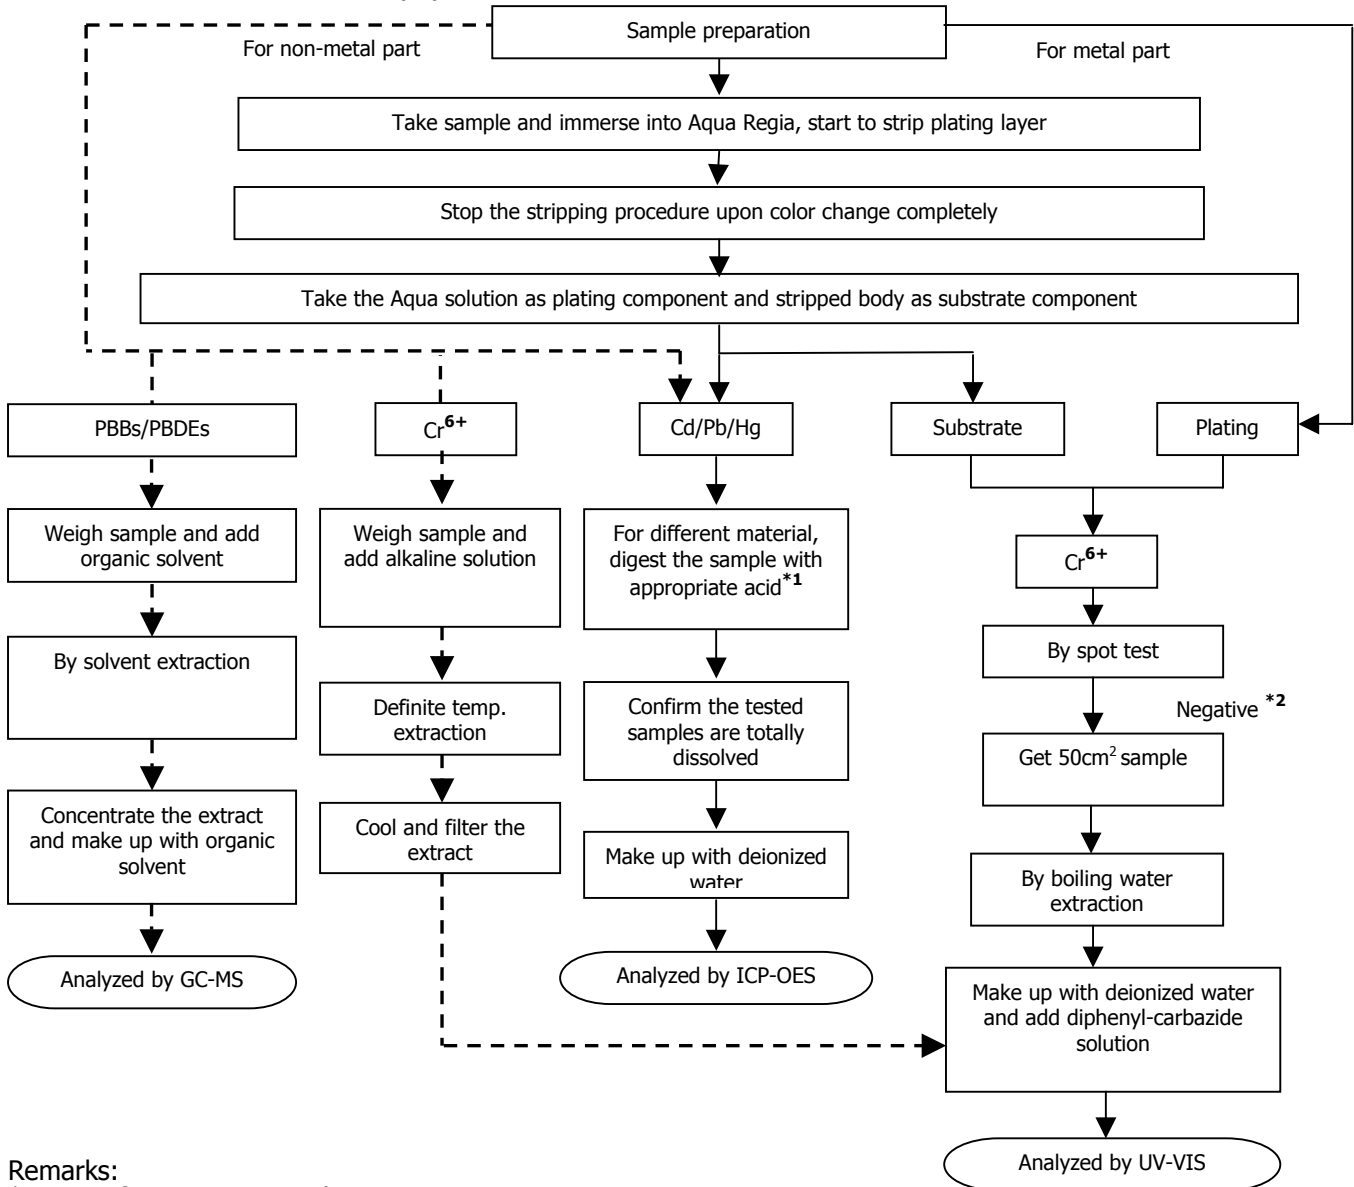 Sample preparation
For non-metal part
For metal part
Take sample and immerse into Aqua Regia, start to strip plating layer
Stop the stripping procedure upon color change completely
Take the Aqua solution as plating component and stripped body as substrate component
PBBs/PBDEs
Cr6+
Cd/Pb/Hg
Substrate
Plating
Weigh sample and add
organic solvent
Weigh sample and
add alkaline solution
For different material,
digest the sample with
appropriate acid*1
Cr6+
By solvent extraction
Definite temp.
extraction
Confirm the tested
samples are totally
dissolved
By spot test
Negative *2
Get 50cm2 sample
Concentrate the extract
and make up with organic
solvent
Cool and filter the
extract
Make up with deionized
water
By boiling water
extraction
Analyzed by GC-MS
Analyzed by ICP-OES
Make up with deionized water
and add diphenyl-carbazide
solution
Analyzed by UV-VIS
Remarks: